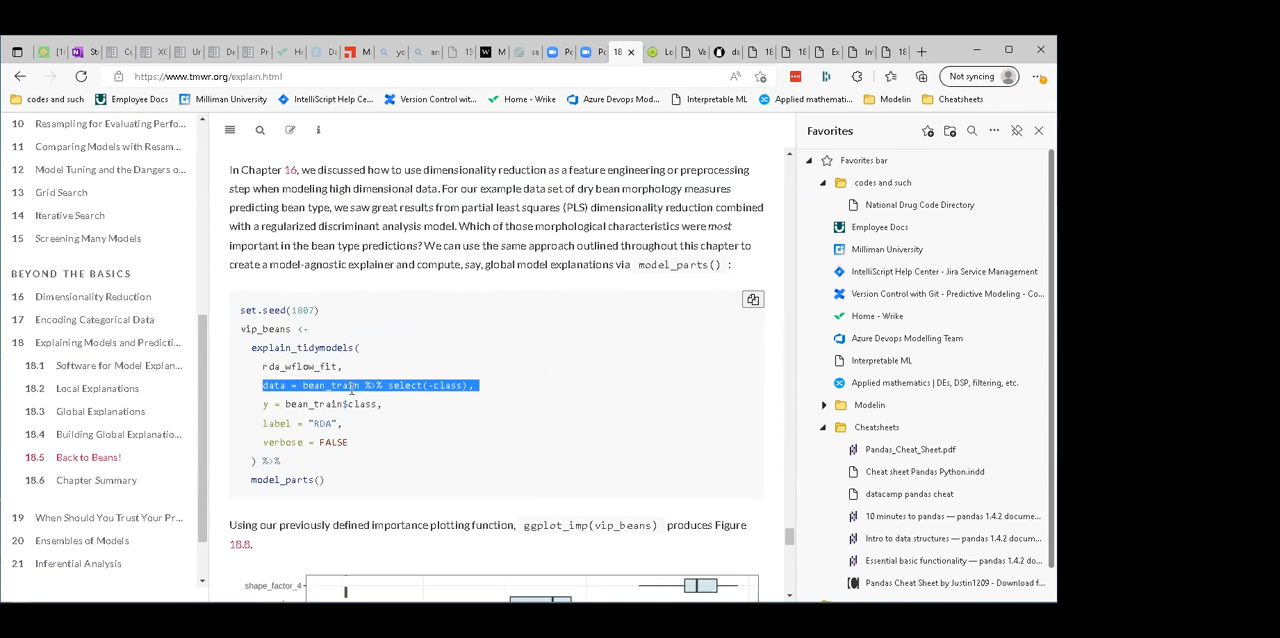 https://www.tmwr.org/explain.html
Not syncing
codes and such
Employee Docs
Milliman University
IntelliScript Help Ce...
Version Control wit...
Home - Wrike
Azure Devops Mod...
Interpretable ML
Applied mathemati...
Modelin
Cheatsheets
10 Resampling for Evaluating Perfo...
11 Comparing Models with Resam...
12 Model Tuning and the Dangers o...
13 Grid Search
14 Iterative Search
15 Screening Many Models
BEYOND THE BASICS
16 Dimensionality Reduction
17 Encoding Categorical Data
18 Explaining Models and Predicti...
18.1 Software for Model Explan...
18.2 Local Explanations
18.3 Global Explanations
18.4 Building Global Explanatio...
18.5 Back to Beans!
18.6 Chapter Summary
19 When Should You Trust Your Pr...
20 Ensembles of Models
21 Inferential Analysis
In Chapter 16, we discussed how to use dimensionality reduction as a feature engineering or preprocessing
step when modeling high dimensional data. For our example data set of dry bean morphology measures
predicting bean type, we saw great results from partial least squares (PLS) dimensionality reduction combined
with a regularized discriminant analysis model. Which of those morphological characteristics were most
important in the bean type predictions? We can use the same approach outlined throughout this chapter to
create a model-agnostic explainer and compute, say, global model explanations via model_parts() :
set.seed(1807)
vip_beans <-
explain_tidymodels(
rda_wflow_fit,
data = bean_train %>% select(-class),
y = bean_train$class,
label = "RDA",
verbose = FALSE
) %>%
model_parts()
Using our previously defined importance plotting function, ggplot_imp(vip_beans) produces Figure
18.8.
shape_factor_4
Favorites
Favorites bar
codes and such
National Drug Code Directory
Employee Docs
Milliman University
IntelliScript Help Center - Jira Service Management
Version Control with Git - Predictive Modeling - Co...
Home - Wrike
Azure Devops Modeling Team
Interpretable ML
Applied mathematics | DEs, DSP, filtering, etc.
Modelin
Cheatsheets
Pandas_Cheat_Sheet.pdf
Cheat sheet Pandas Python.indd
datacamp pandas cheat
10 minutes to pandas — pandas 1.4.2 docume...
Intro to data structures — pandas 1.4.2 docum...
Essential basic functionality — pandas 1.4.2 doc...
Pandas Cheat Sheet by Justin1209 - Download f...